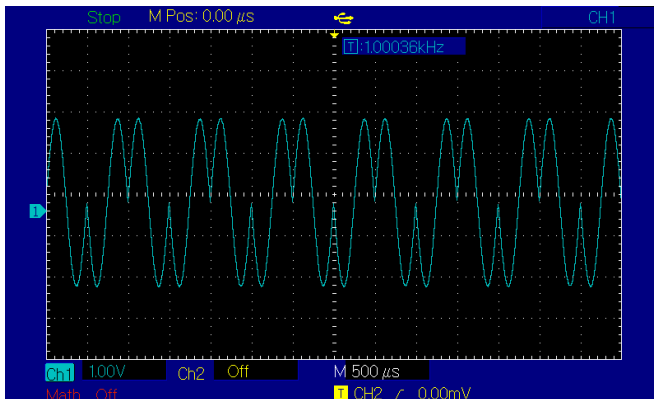 Stop M Pos: 0.00 μs CH1
T:1.00036kHz
1
Ch1 1.00V Ch2 Off M 500 μs
Math Off T CH2 / 0.00mV